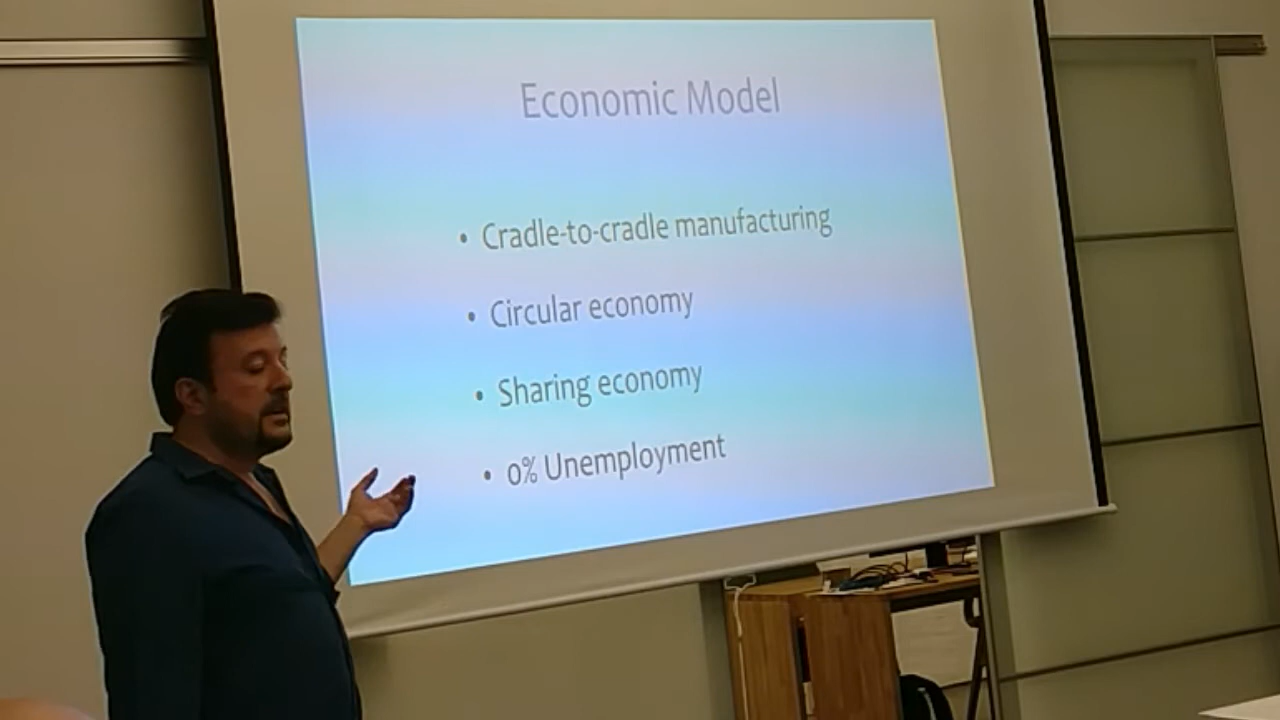 Economic Model
• Cradle-to-cradle manufacturing
• Circular economy
• Sharing economy
• 0% Unemployment